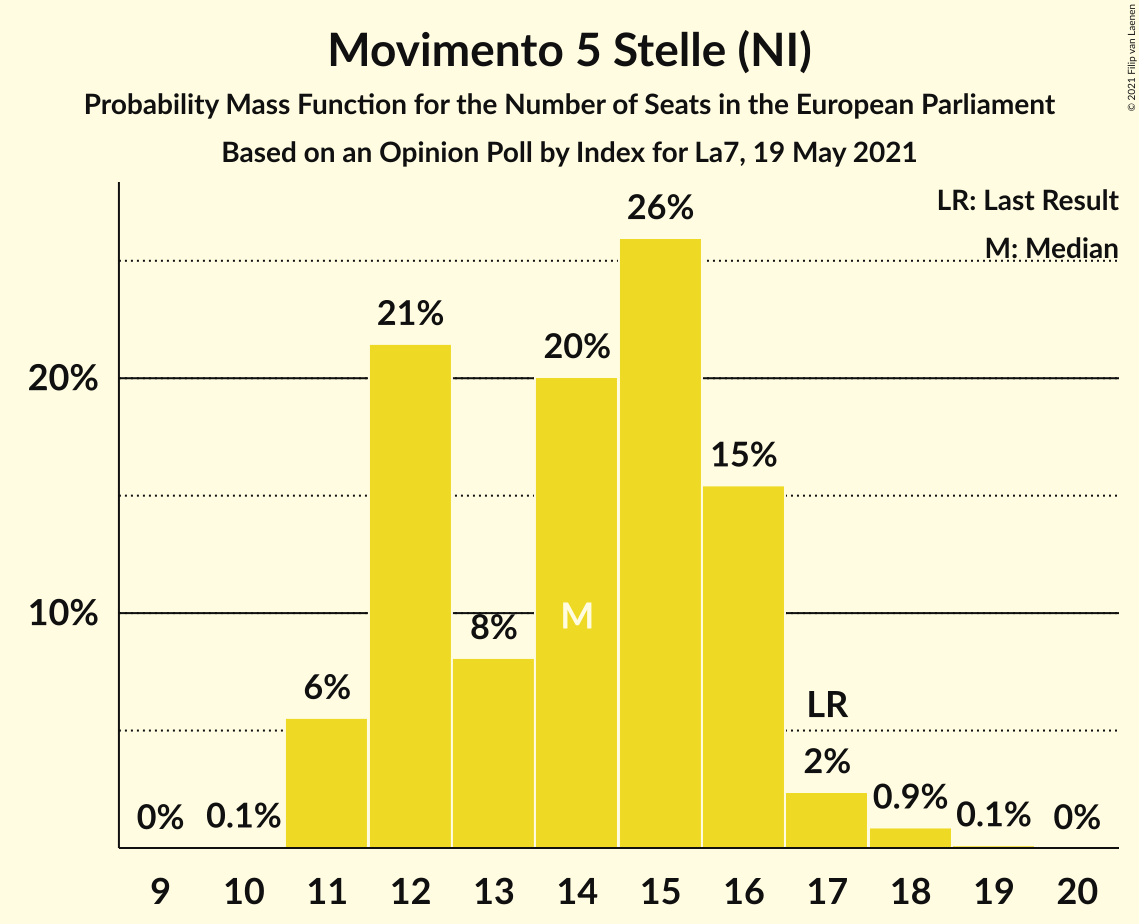 Movimento 5 Stelle (NI)
Probability Mass Function for the Number of Seats in the European Parliament
Based on an Opinion Poll by Index for La7, 19 May 2021
© 2021 Filip van Laenen
LR: Last Result
M: Median
26%
21%
20%
20%
15%
10%
8%
M
6%
LR
2%
0%
0.1%
0.9%
0.1%
0%
9 10 11 12 13 14 15 16 17 18 19 20